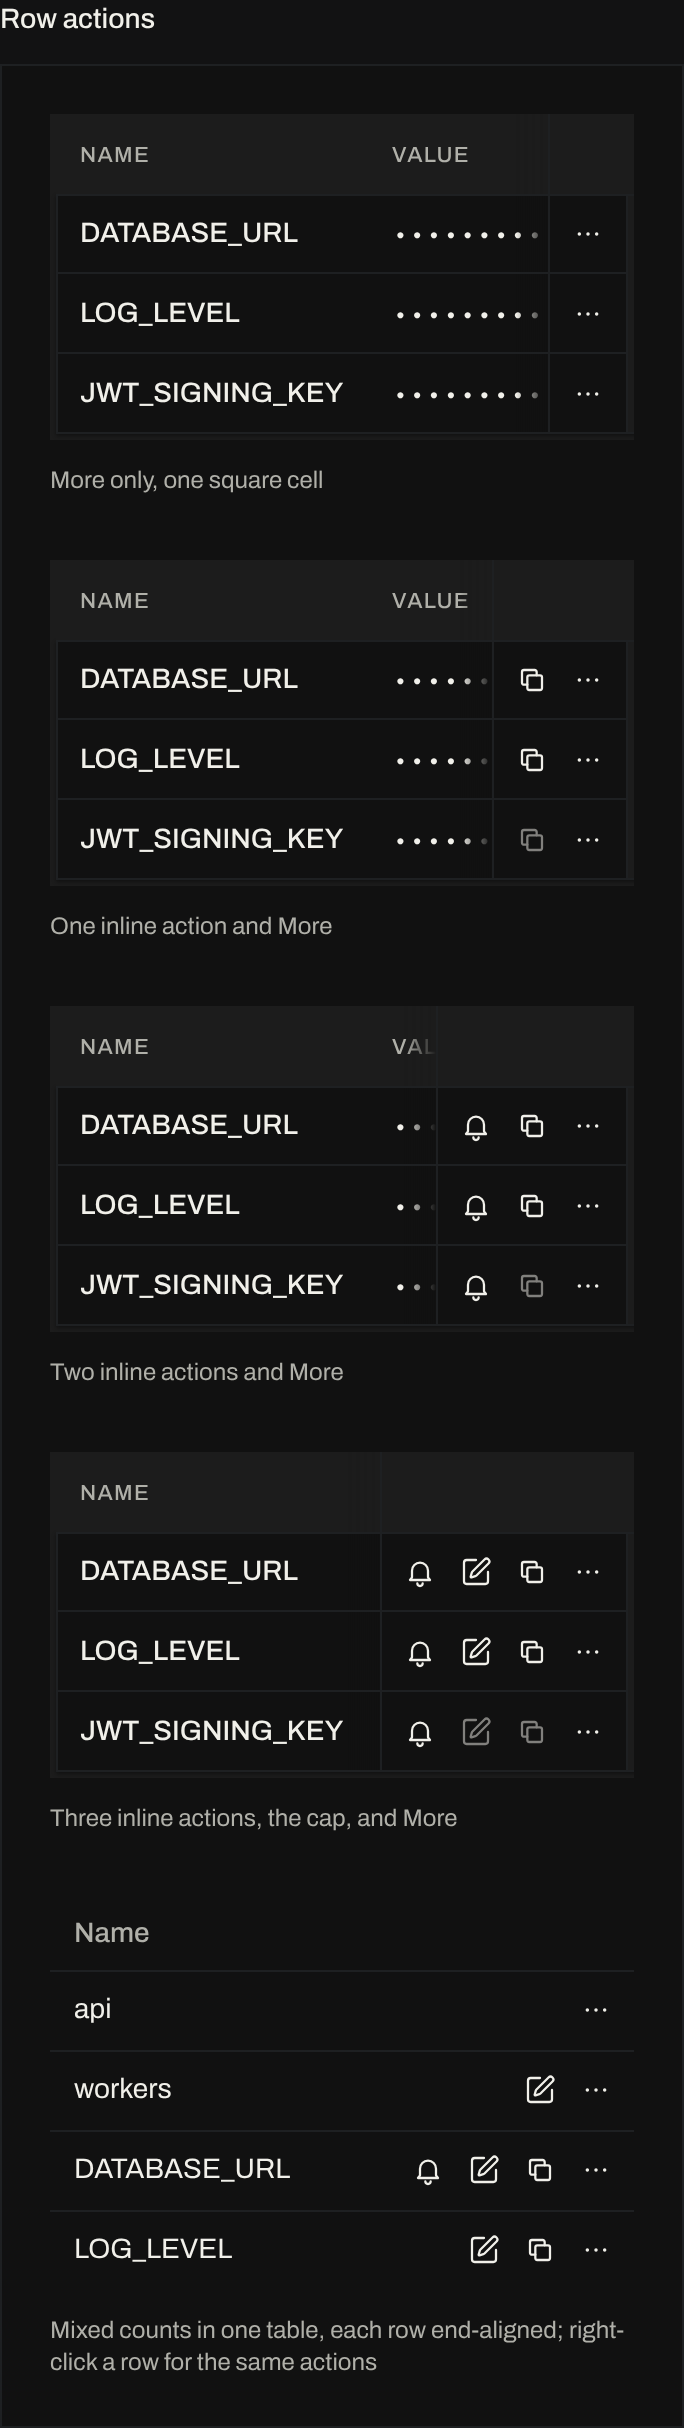 Row actions
NAME VALUE
DATABASE_URL •••••••••
LOG_LEVEL •••••••••
JWT_SIGNING_KEY •••••••••
More only, one square cell
NAME VALUE
DATABASE_URL ••••••
LOG_LEVEL ••••••
JWT_SIGNING_KEY ••••••
One inline action and More
NAME VAL
DATABASE_URL •••
LOG_LEVEL •••
JWT_SIGNING_KEY •••
Two inline actions and More
NAME
DATABASE_URL
LOG_LEVEL
JWT_SIGNING_KEY
Three inline actions, the cap, and More
Name
api
workers
DATABASE_URL
LOG_LEVEL
Mixed counts in one table, each row end-aligned; right-
click a row for the same actions